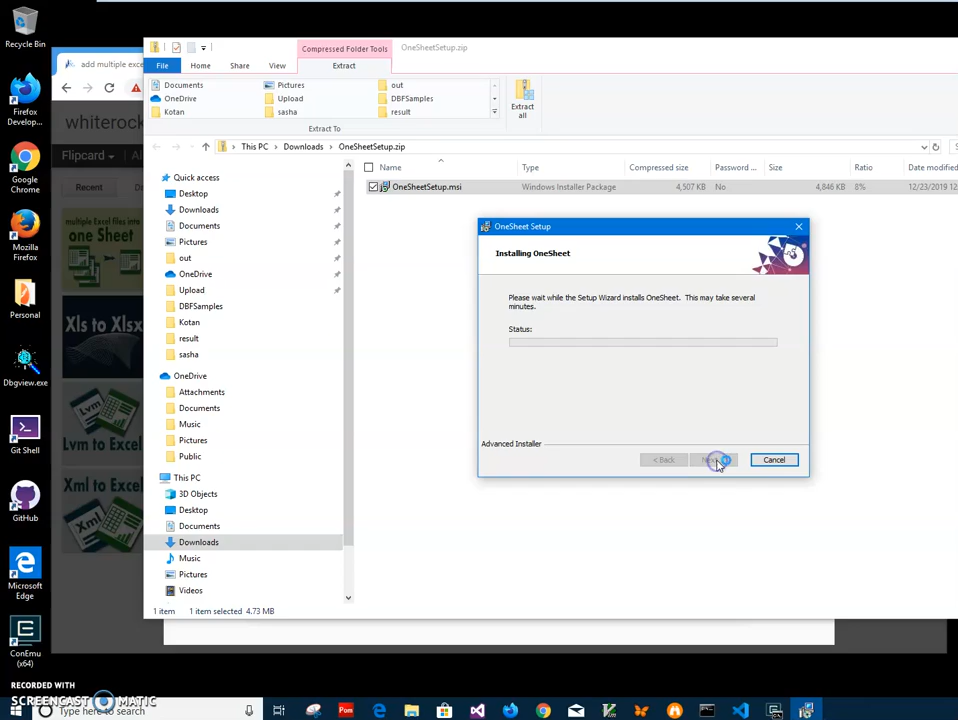 Recycle Bin
Firefox
Develop...
Google
Chrome
Mozilla
Firefox
Personal
Dbgview.exe
Git Shell
GitHub
Microsoft
Edge
ConEmu
(x64)
add multiple exce
whiterock
Flipcard
Recent
multiple Excel files into
one Sheet
Xls to Xlsx
Lvm to Excel
Xml to Excel
Compressed Folder Tools
OneSheetSetup.zip
File
Home
Share
View
Extract
Documents
Pictures
out
OneDrive
Upload
DBFSamples
Kotan
sasha
result
Extract
all
Extract To
This PC
Downloads
OneSheetSetup.zip
Name
Type
Compressed size
Password ...
Size
Ratio
Date modified
OneSheetSetup.msi
Windows Installer Package
4,507 KB
No
4,846 KB
8%
12/23/2019 12
Quick access
Desktop
Downloads
Documents
Pictures
out
OneDrive
Upload
DBFSamples
Kotan
result
sasha
OneDrive
Attachments
Documents
Music
Pictures
Public
This PC
3D Objects
Desktop
Documents
Downloads
Music
Pictures
Videos
1 item
1 item selected 4.73 MB
OneSheet Setup
Installing OneSheet
Please wait while the Setup Wizard installs OneSheet. This may take several
minutes.
Status:
Advanced Installer
< Back
Cancel
RECORDED WITH
SCREENCAST MATIC
Type here to search
Pom